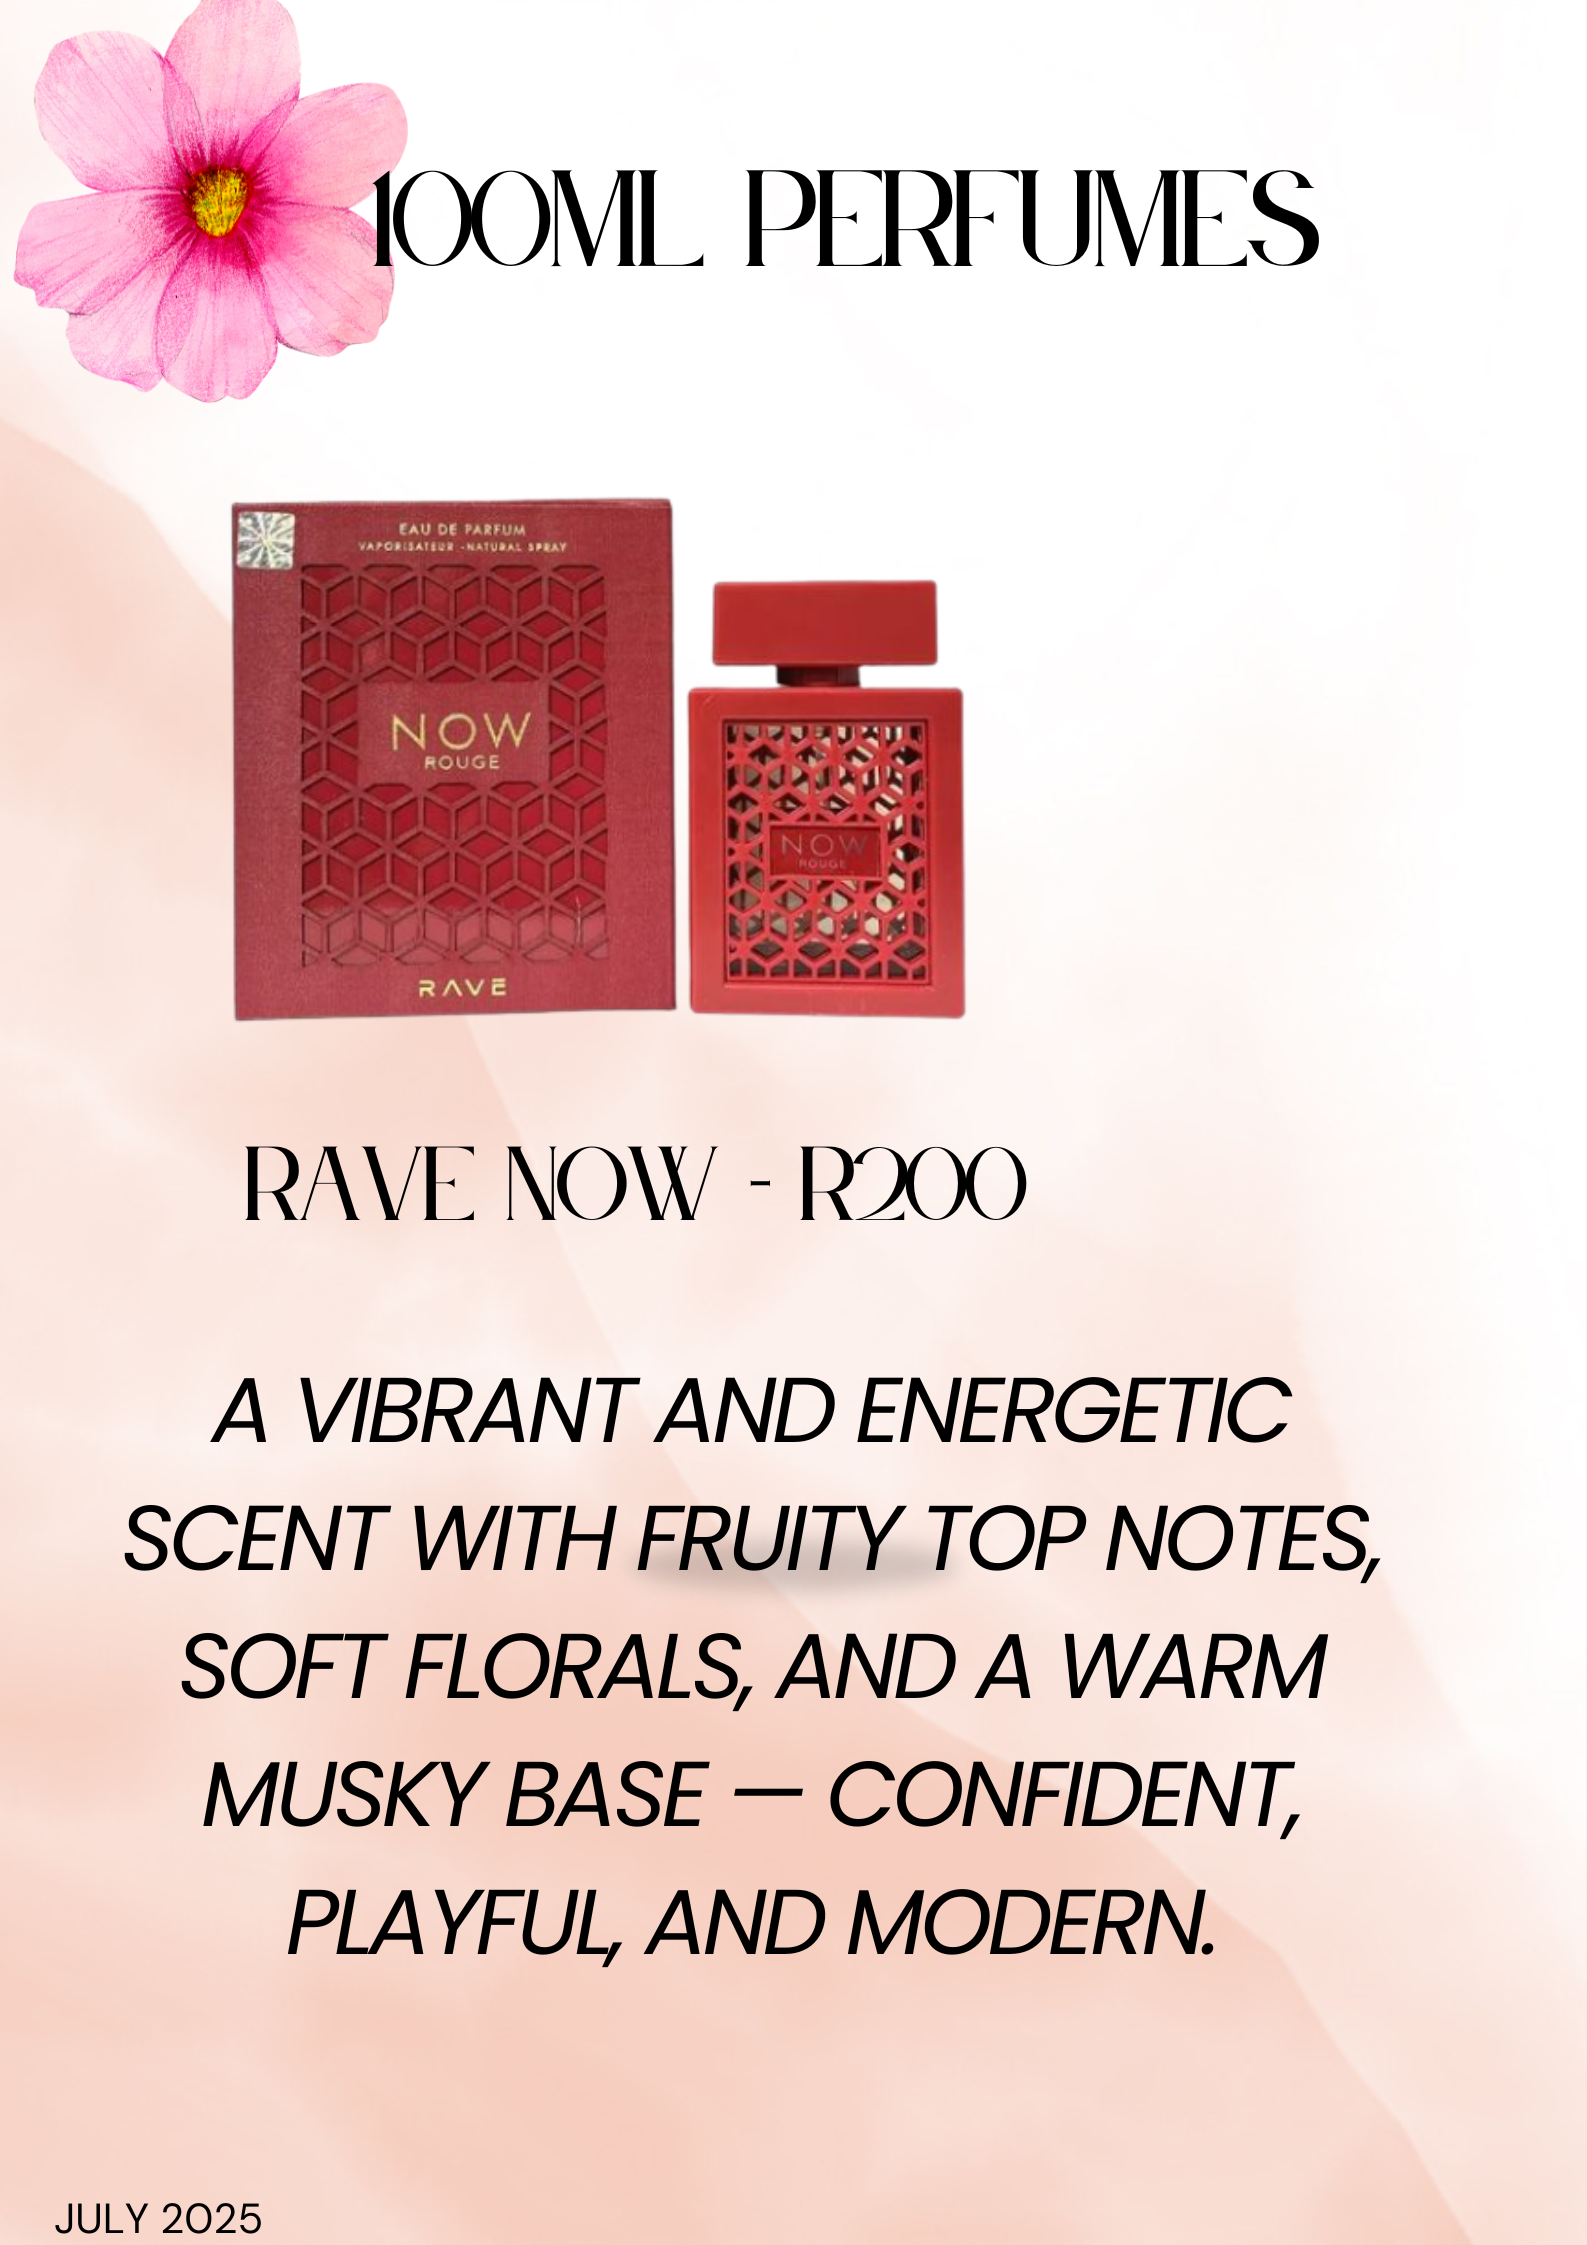 100ML PERFUMES
EAU DE PARFUM
VAPORISATEUR -NATURAL SPRAY
NOW
ROUGE
RAVE
NOW
ROUGE
RAVE NOW - R200
A VIBRANT AND ENERGETIC
SCENT WITH FRUITY TOP NOTES,
SOFT FLORALS, AND A WARM
MUSKY BASE — CONFIDENT,
PLAYFUL, AND MODERN.
JULY 2025